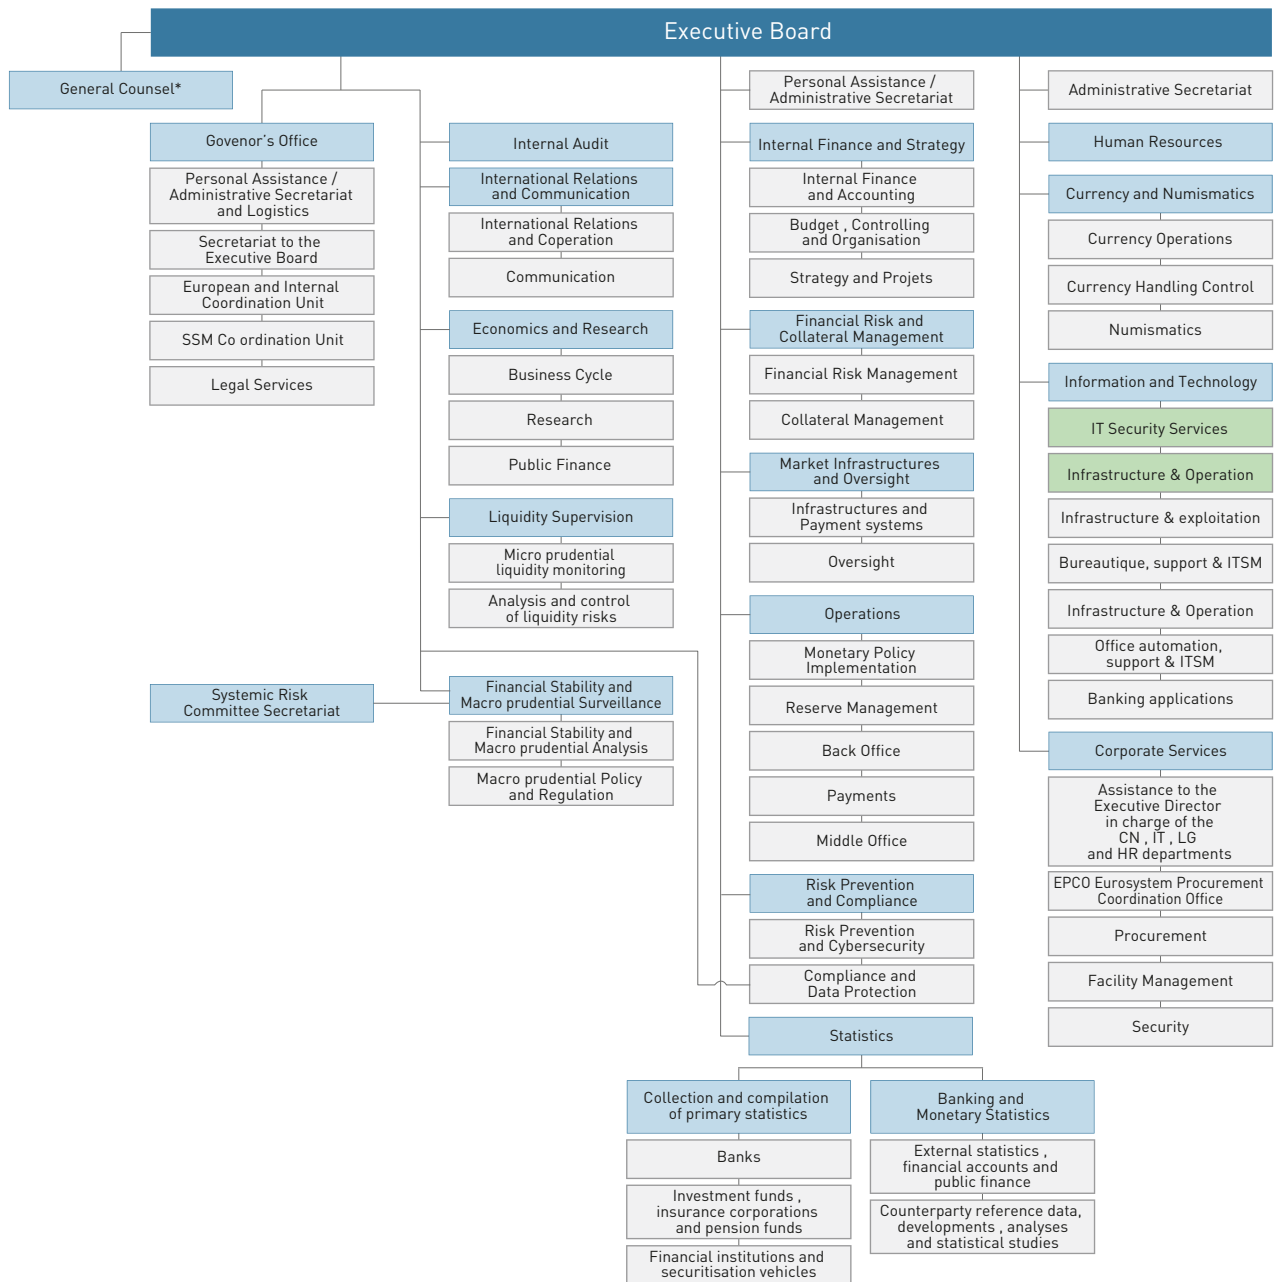 Executive Board
General Counsel*
Govenor's Office
Personal Assistance /
Administrative Secretariat
and Logistics
Secretariat to the
Executive Board
European and Internal
Coordination Unit
SSM Co ordination Unit
Legal Services
Systemic Risk
Committee Secretariat
Internal Audit
International Relations
and Communication
International Relations
and Coperation
Communication
Economics and Research
Business Cycle
Research
Public Finance
Liquidity Supervision
Micro prudential
liquidity monitoring
Analysis and control
of liquidity risks
Financial Stability and
Macro prudential Surveillance
Financial Stability and
Macro prudential Analysis
Macro prudential Policy
and Regulation
Personal Assistance /
Administrative Secretariat
Internal Finance and Strategy
Internal Finance
and Accounting
Budget , Controlling
and Organisation
Strategy and Projets
Financial Risk and
Collateral Management
Financial Risk Management
Collateral Management
Market Infrastructures
and Oversight
Infrastructures and
Payment systems
Oversight
Operations
Monetary Policy
Implementation
Reserve Management
Back Office
Payments
Middle Office
Risk Prevention
and Compliance
Risk Prevention
and Cybersecurity
Compliance and
Data Protection
Statistics
Collection and compilation
of primary statistics
Banks
Investment funds ,
insurance corporations
and pension funds
Financial institutions and
securitisation vehicles
Banking and
Monetary Statistics
External statistics ,
financial accounts and
public finance
Counterparty reference data,
developments , analyses
and statistical studies
Administrative Secretariat
Human Resources
Currency and Numismatics
Currency Operations
Currency Handling Control
Numismatics
Information and Technology
IT Security Services
Infrastructure & Operation
Infrastructure & exploitation
Bureautique, support & ITSM
Infrastructure & Operation
Office automation,
support & ITSM
Banking applications
Corporate Services
Assistance to the
Executive Director
in charge of the
CN , IT , LG
and HR departments
EPCO Eurosystem Procurement
Coordination Office
Procurement
Facility Management
Security